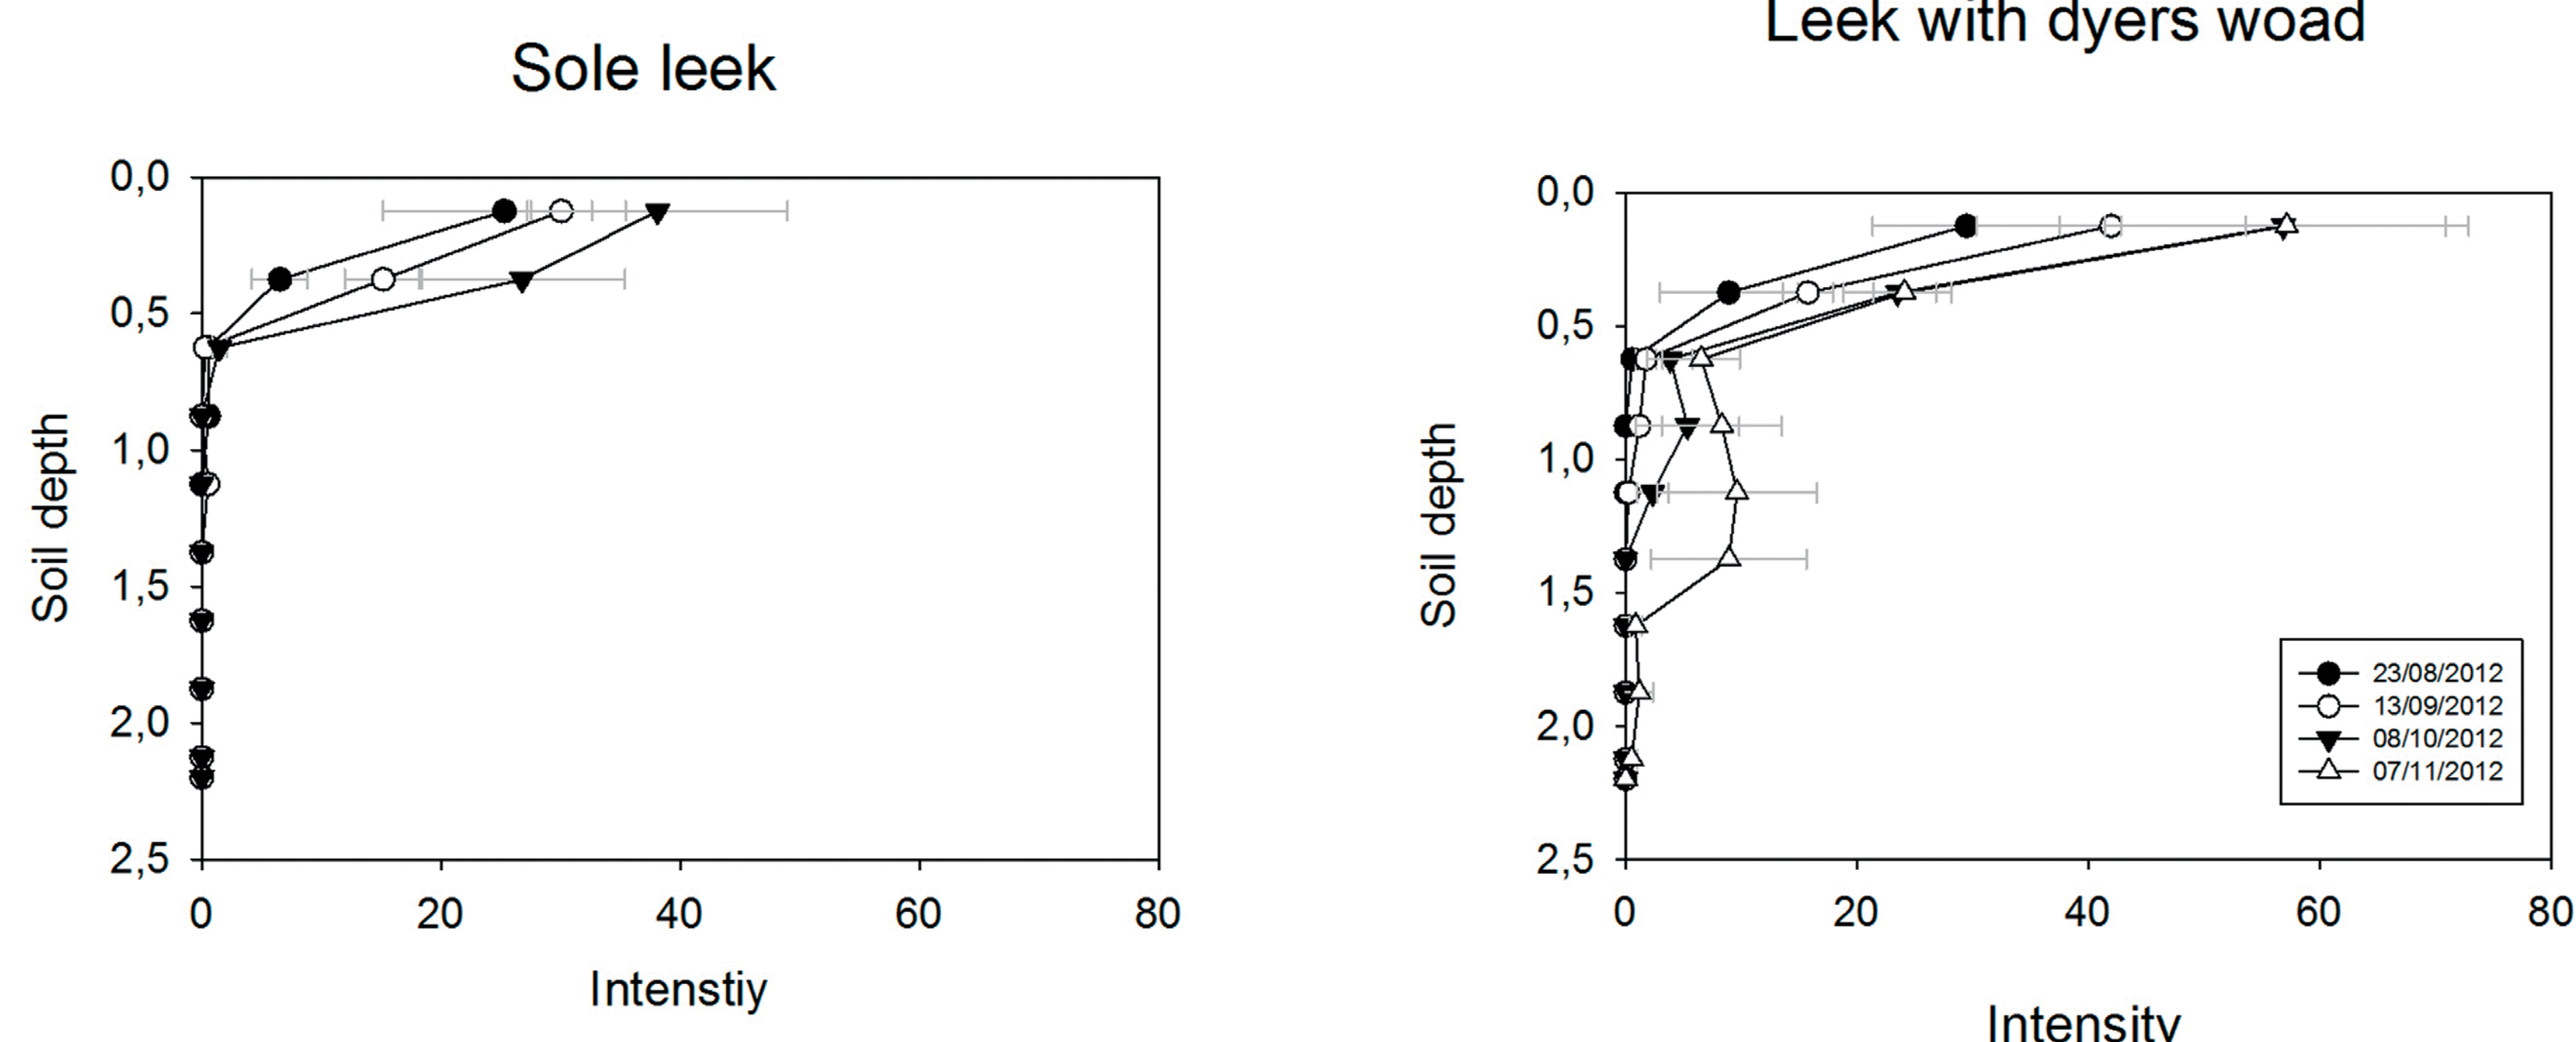 Sole leek
0,0
0,5
1,0
1,5
2,0
2,5
Soil depth
0 20 40 60 80
Intenstiy
Leek with dyers woad
0,0
0,5
1,0
1,5
2,0
2,5
Soil depth
23/08/2012
13/09/2012
08/10/2012
07/11/2012
0 20 40 60 80
Intensity